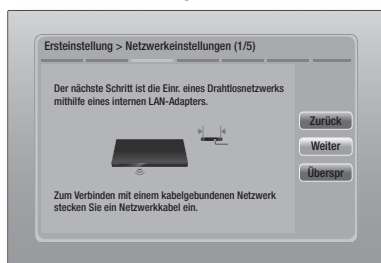 Ersteinstellung > Netzwerkeinstellungen (1/5)
Der nächste Schritt ist die Einr. eines Drahtlosnetzwerks
mithilfe eines internen LAN-Adapters.
Zurück
Weiter
Überspr
Zum Verbinden mit einem kabelgebundenen Netzwerk
stecken Sie ein Netzwerkkabel ein.